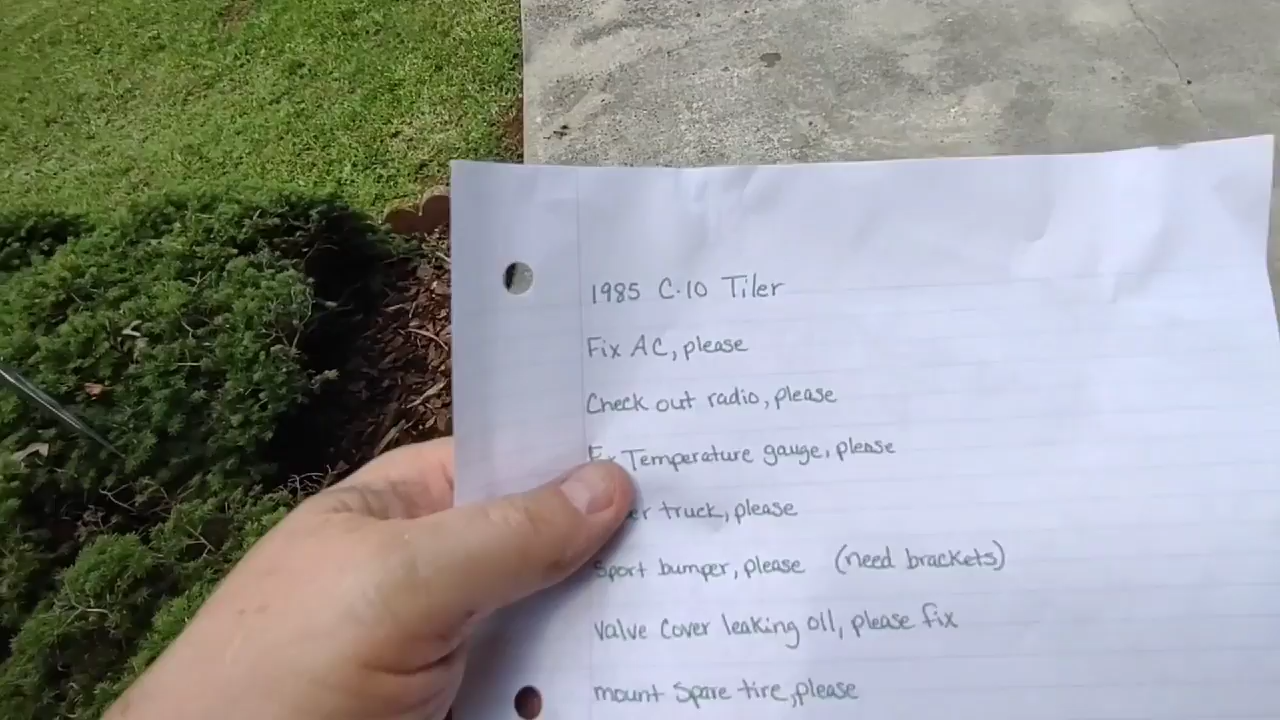 1985 C-10 Tiler
Fix AC, please
Check out radio, please
Temperature gauge, please
truck, please
Sport bumper, please (need brackets)
Valve Cover leaking oil, please fix
mount Spare tire, please